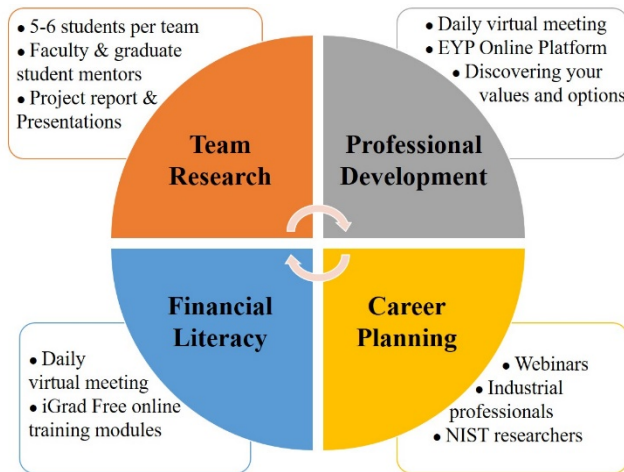 ● 5-6 students per team
● Faculty & graduate
student mentors
● Project report &
Presentations
● Daily virtual meeting
● EYP Online Platform
● Discovering your
values and options
Team
Research
Professional
Development
Financial
Literacy
Career
Planning
● Daily
virtual meeting
● iGrad Free online
training modules
● Webinars
● Industrial
professionals
● NIST researchers